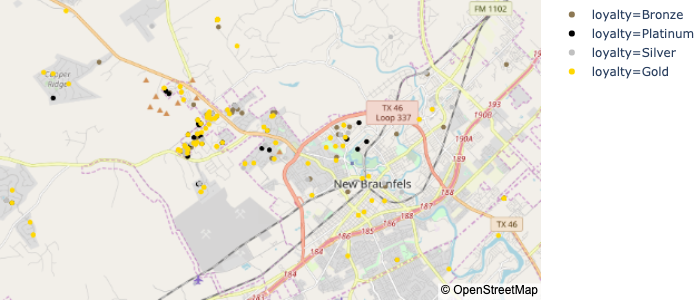 FM 1102
loyalty=Bronze
loyalty=Platinum
loyalty=Silver
loyalty=Gold
Copper
Ridge
TX 46
Loop 337
193
190A
189
New Braunfels
188
188
187
186
185
184
184
TX 46
© OpenStreetMap